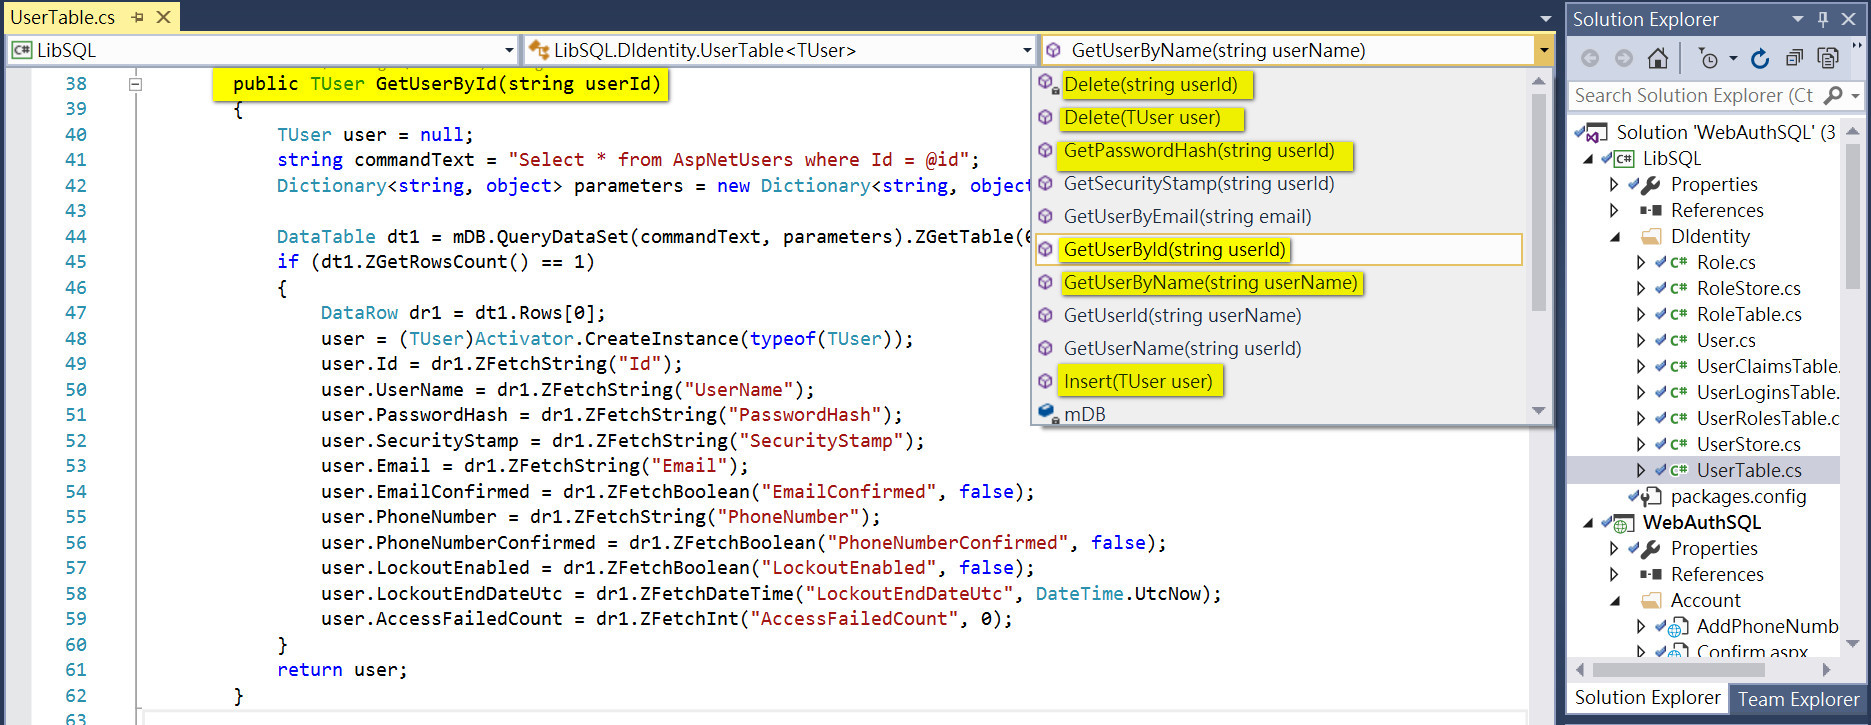 UserTable.cs
LibSQL
LibSQL.DIdentity.UserTable<TUser>
GetUserByName(string userName)
38 public TUser GetUserById(string userId)
39 {
40 TUser user = null;
41 string commandText = "Select * from AspNetUsers where Id = @id";
42 Dictionary<string, object> parameters = new Dictionary<string, objec
43
44 DataTable dt1 = mDB.QueryDataSet(commandText, parameters).ZGetTable(
45 if (dt1.ZGetRowsCount() == 1)
46 {
47 DataRow dr1 = dt1.Rows[0];
48 user = (TUser)Activator.CreateInstance(typeof(TUser));
49 user.Id = dr1.ZFetchString("Id");
50 user.UserName = dr1.ZFetchString("UserName");
51 user.PasswordHash = dr1.ZFetchString("PasswordHash");
52 user.SecurityStamp = dr1.ZFetchString("SecurityStamp");
53 user.Email = dr1.ZFetchString("Email");
54 user.EmailConfirmed = dr1.ZFetchBoolean("EmailConfirmed", false);
55 user.PhoneNumber = dr1.ZFetchString("PhoneNumber");
56 user.PhoneNumberConfirmed = dr1.ZFetchBoolean("PhoneNumberConfirmed", false);
57 user.LockoutEnabled = dr1.ZFetchBoolean("LockoutEnabled", false);
58 user.LockoutEndDateUtc = dr1.ZFetchDateTime("LockoutEndDateUtc", DateTime.UtcNow);
59 user.AccessFailedCount = dr1.ZFetchInt("AccessFailedCount", 0);
60 }
61 return user;
62 }
63
Delete(string userId)
Delete(TUser user)
GetPasswordHash(string userId)
GetSecurityStamp(string userId)
GetUserByEmail(string email)
GetUserById(string userId)
GetUserByName(string userName)
GetUserId(string userName)
GetUserName(string userId)
Insert(TUser user)
mDB
Solution Explorer
Search Solution Explorer (Ct
Solution 'WebAuthSQL' (3
C# LibSQL
Properties
References
DIdentity
C# Role.cs
C# RoleStore.cs
C# RoleTable.cs
C# User.cs
C# UserClaimsTable.
C# UserLoginsTable.
C# UserRolesTable.c
C# UserStore.cs
C# UserTable.cs
packages.config
WebAuthSQL
Properties
References
Account
AddPhoneNumb
Confirm.aspx
Solution Explorer
Team Explorer